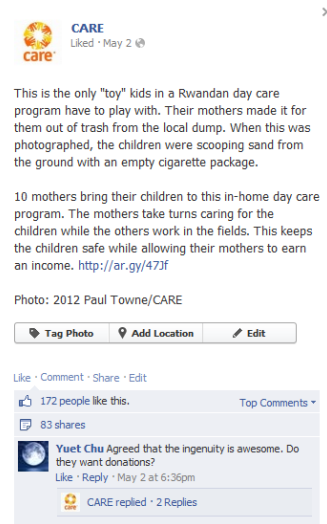 CARE
Liked · May 2
care
This is the only "toy" kids in a Rwandan day care
program have to play with. Their mothers made it for
them out of trash from the local dump. When this was
photographed, the children were scooping sand from
the ground with an empty cigarette package.
10 mothers bring their children to this in-home day care
program. The mothers take turns caring for the
children while the others work in the fields. This keeps
the children safe while allowing their mothers to earn
an income. http://ar.gy/47Jf
Photo: 2012 Paul Towne/CARE
Tag Photo Add Location Edit
Like · Comment · Share · Edit
172 people like this. Top Comments
83 shares
Yuet Chu Agreed that the ingenuity is awesome. Do
they want donations?
Like · Reply · May 2 at 6:36pm
care
CARE replied · 2 Replies